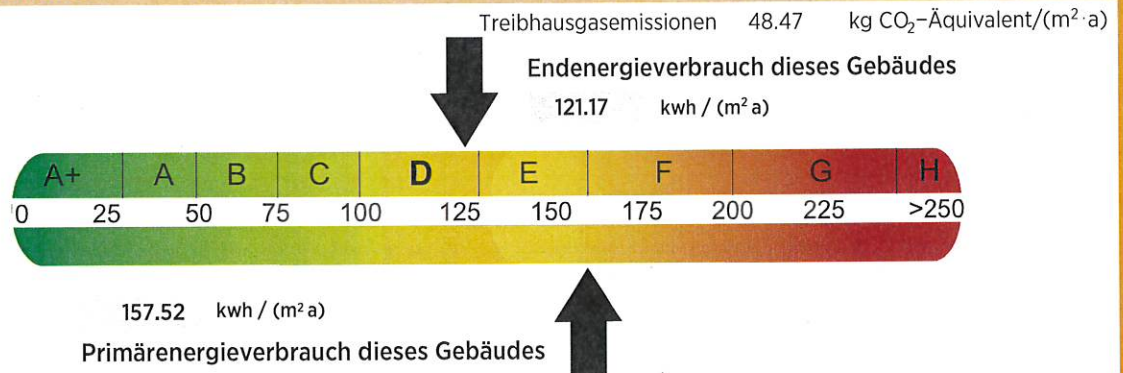 Treibhausgasemissionen 48.47 kg CO₂-Äquivalent/(m²·a)
Endenergieverbrauch dieses Gebäudes
121.17 kwh / (m² a)
A+ A B C D E F G H
0 25 50 75 100 125 150 175 200 225 >250
157.52 kwh / (m² a)
Primärenergieverbrauch dieses Gebäudes